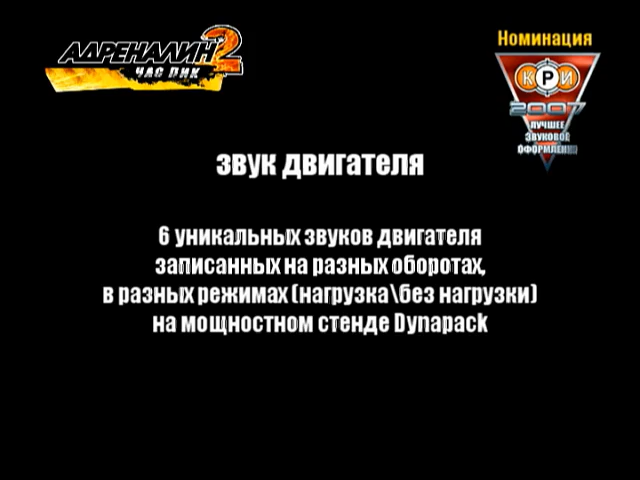 АДРЕНАЛИН 2
ЧАС ПИК
Номинация
КРИ
2007
ЛУЧШЕЕ
ЗВУКОВОЕ
ОФОРМЛЕНИЕ
звук двигателя
6 уникальных звуков двигателя
записанных на разных оборотах,
в разных режимах (нагрузка\без нагрузки)
на мощностном стенде Dynapack